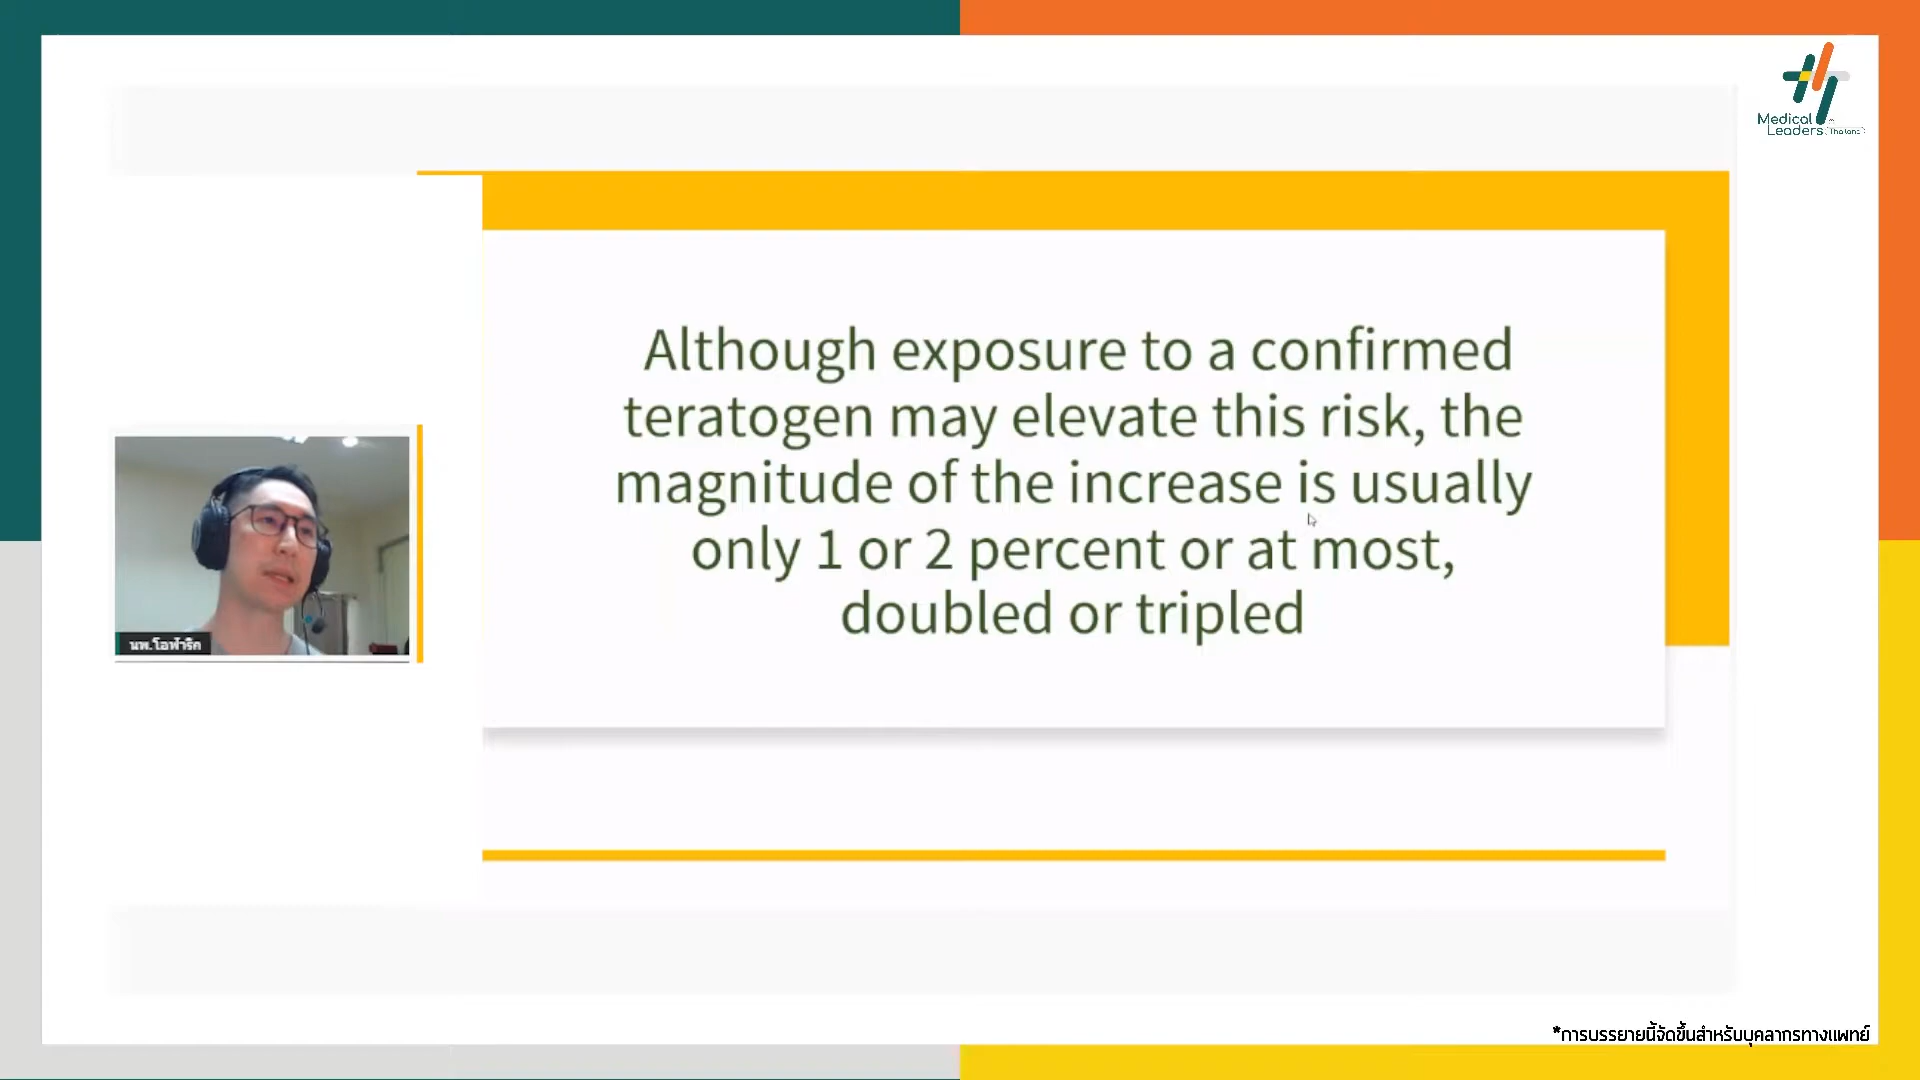 Medical
Leaders (Thailand)
Although exposure to a confirmed
teratogen may elevate this risk, the
magnitude of the increase is usually
only 1 or 2 percent or at most,
doubled or tripled
นพ.โอฬาริก
*การบรรยายนี้จัดขึ้นสำหรับบุคลากรทางแพทย์